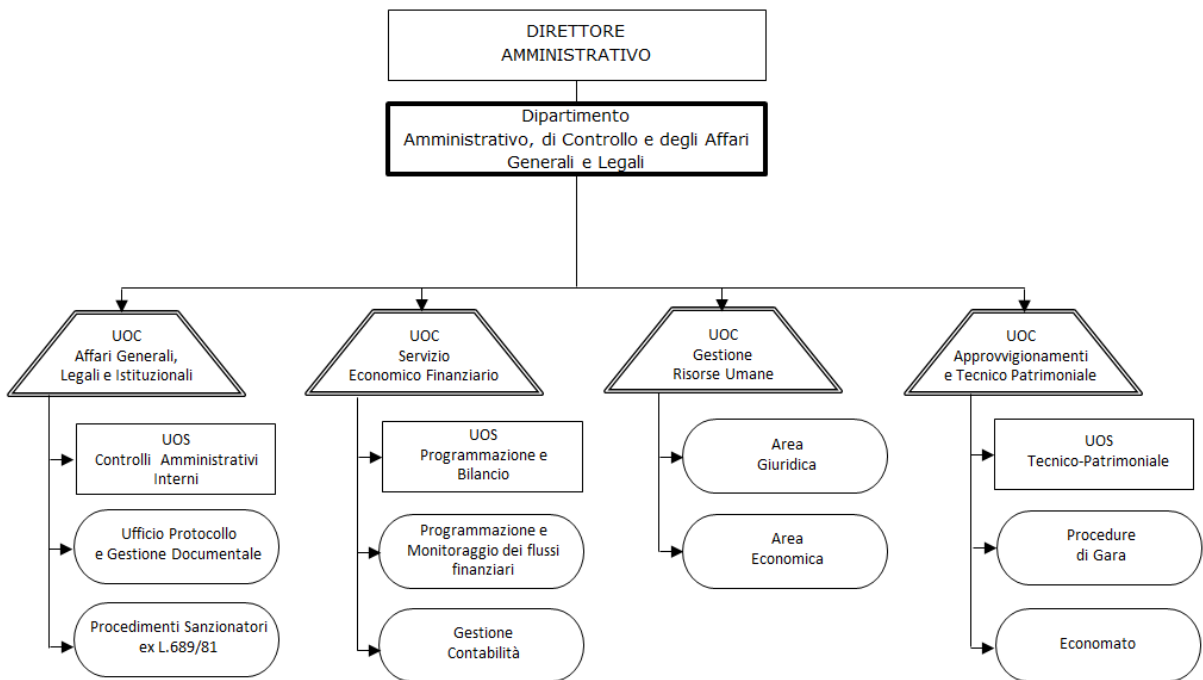 DIRETTORE
AMMINISTRATIVO
Dipartimento
Amministrativo, di Controllo e degli Affari
Generali e Legali
UOC
Affari Generali,
Legali e Istituzionali
UOC
Servizio
Economico Finanziario
UOC
Gestione
Risorse Umane
UOC
Approvvigionamenti
e Tecnico Patrimoniale
UOS
Controlli Amministrativi
Interni
Ufficio Protocollo
e Gestione Documentale
Procedimenti Sanzionatori
ex L.689/81
UOS
Programmazione e
Bilancio
Programmazione e
Monitoraggio dei flussi
finanziari
Gestione
Contabilità
Area
Giuridica
Area
Economica
UOS
Tecnico-Patrimoniale
Procedure
di Gara
Economato